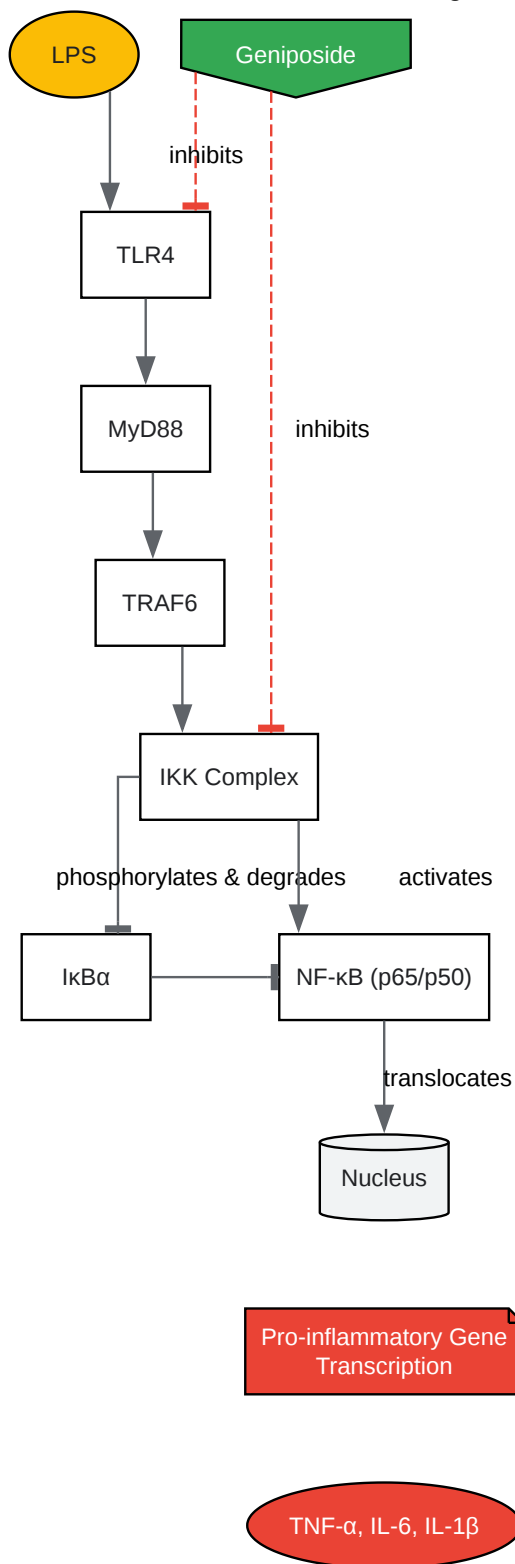 LPS
Geniposide
inhibits
TLR4
MyD88
inhibits
TRAF6
IKK Complex
phosphorylates & degrades
activates
IκBα
NF-κB (p65/p50)
translocates
Nucleus
Pro-inflammatory Gene
Transcription
TNF-α, IL-6, IL-1β